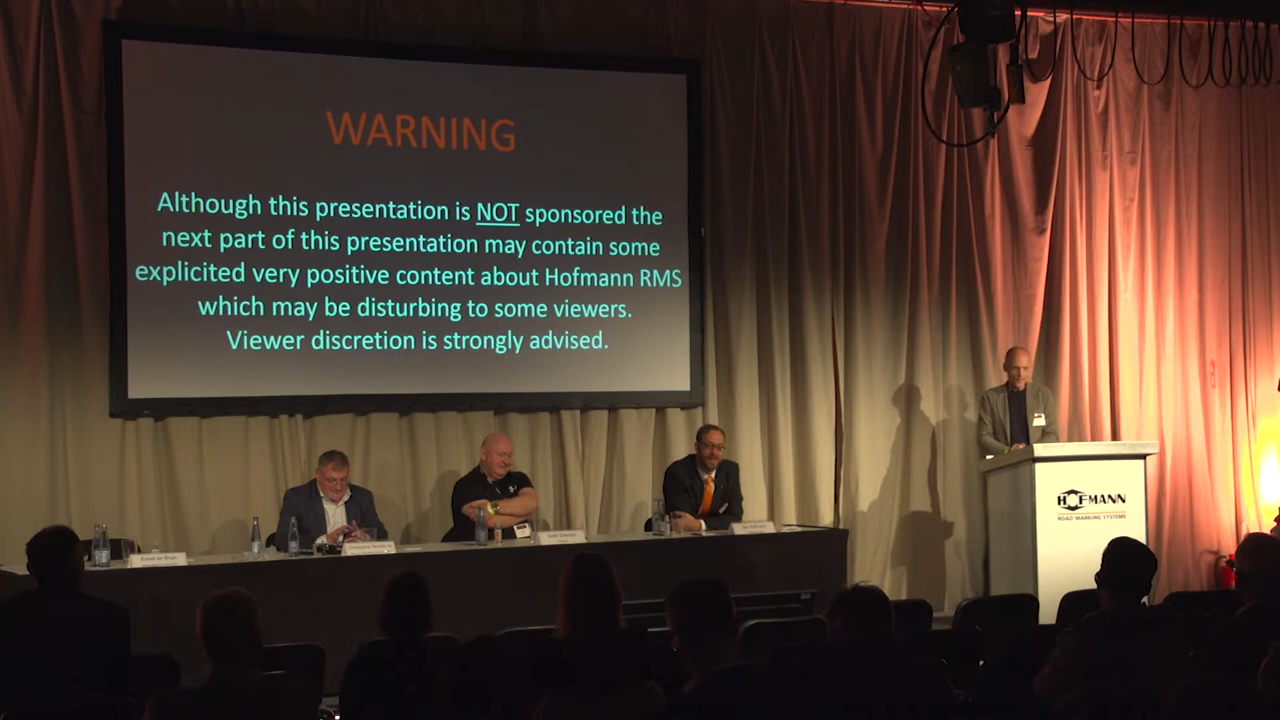 WARNING
Although this presentation is NOT sponsored the
next part of this presentation may contain some
explicited very positive content about Hofmann RMS
which may be disturbing to some viewers.
Viewer discretion is strongly advised.
HOFMANN
ROAD MARKING SYSTEMS